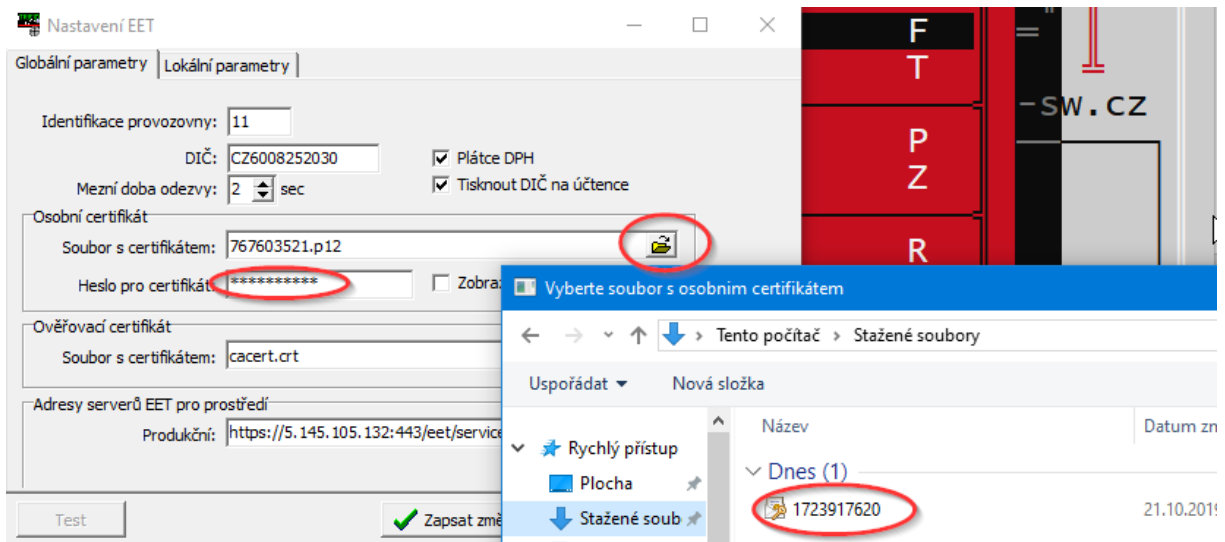 Nastavení EET
Globální parametry
Lokální parametry
Identifikace provozovny: 11
DIČ: CZ6008252030
Plátce DPH
Mezní doba odezvy: 2 sec
Tisknout DIČ na účtence
Osobní certifikát
Soubor s certifikátem: 767603521.p12
Heslo pro certifikát **********
Ověřovací certifikát
Soubor s certifikátem: cacert.crt
Adresy serverů EET pro prostředí
Produkční: https://5.145.105.132:443/eet/service
Test
Zapsat změ
F
T
P
Z
R
-sw.cz
Vyberte soubor s osobnim certifikátem
Tento počítač > Stažené soubory
Uspořádat
Nová složka
Rychlý přístup
Plocha
Stažené soub
Název
Datum zn
Dnes (1)
1723917620
21.10.2019